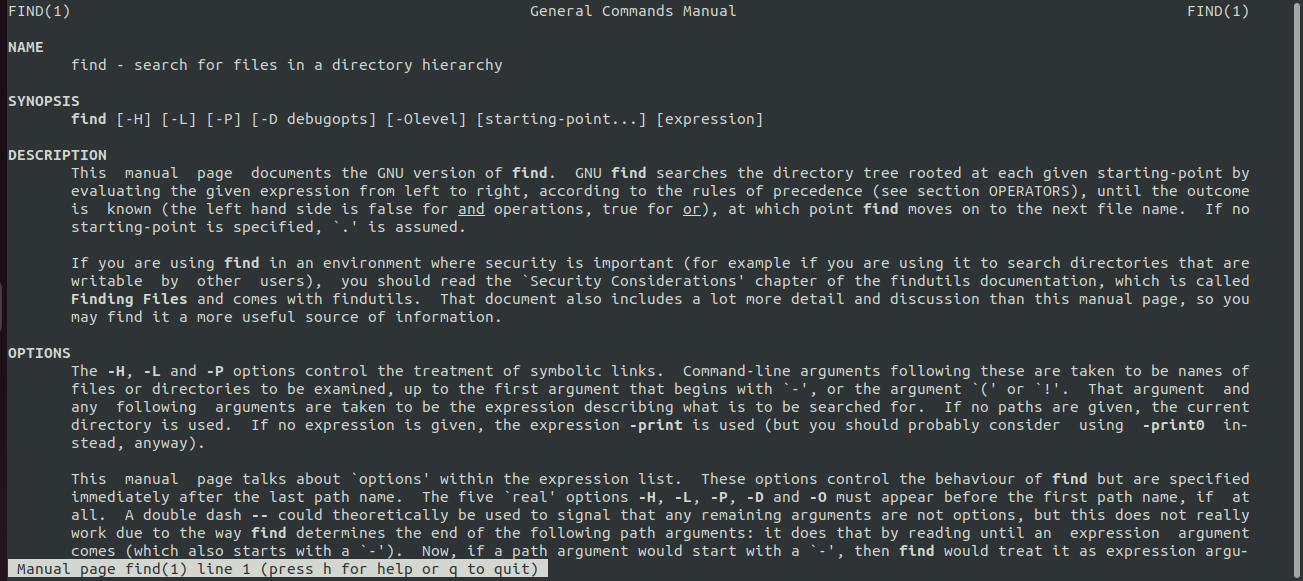 FIND(1) General Commands Manual FIND(1)
NAME
find - search for files in a directory hierarchy
SYNOPSIS
find [-H] [-L] [-P] [-D debugopts] [-Olevel] [starting-point...] [expression]
DESCRIPTION
This manual page documents the GNU version of find. GNU find searches the directory tree rooted at each given starting-point by
evaluating the given expression from left to right, according to the rules of precedence (see section OPERATORS), until the outcome
is known (the left hand side is false for and operations, true for or), at which point find moves on to the next file name. If no
starting-point is specified, `.' is assumed.
If you are using find in an environment where security is important (for example if you are using it to search directories that are
writable by other users), you should read the `Security Considerations' chapter of the findutils documentation, which is called
Finding Files and comes with findutils. That document also includes a lot more detail and discussion than this manual page, so you
may find it a more useful source of information.
OPTIONS
The -H, -L and -P options control the treatment of symbolic links. Command-line arguments following these are taken to be names of
files or directories to be examined, up to the first argument that begins with `-', or the argument `(' or `!'. That argument and
any following arguments are taken to be the expression describing what is to be searched for. If no paths are given, the current
directory is used. If no expression is given, the expression -print is used (but you should probably consider using -print0 in-
stead, anyway).
This manual page talks about `options' within the expression list. These options control the behaviour of find but are specified
immediately after the last path name. The five `real' options -H, -L, -P, -D and -O must appear before the first path name, if at
all. A double dash -- could theoretically be used to signal that any remaining arguments are not options, but this does not really
work due to the way find determines the end of the following path arguments: it does that by reading until an expression argument
comes (which also starts with a `-'). Now, if a path argument would start with a `-', then find would treat it as expression argu-
Manual page find(1) line 1 (press h for help or q to quit)